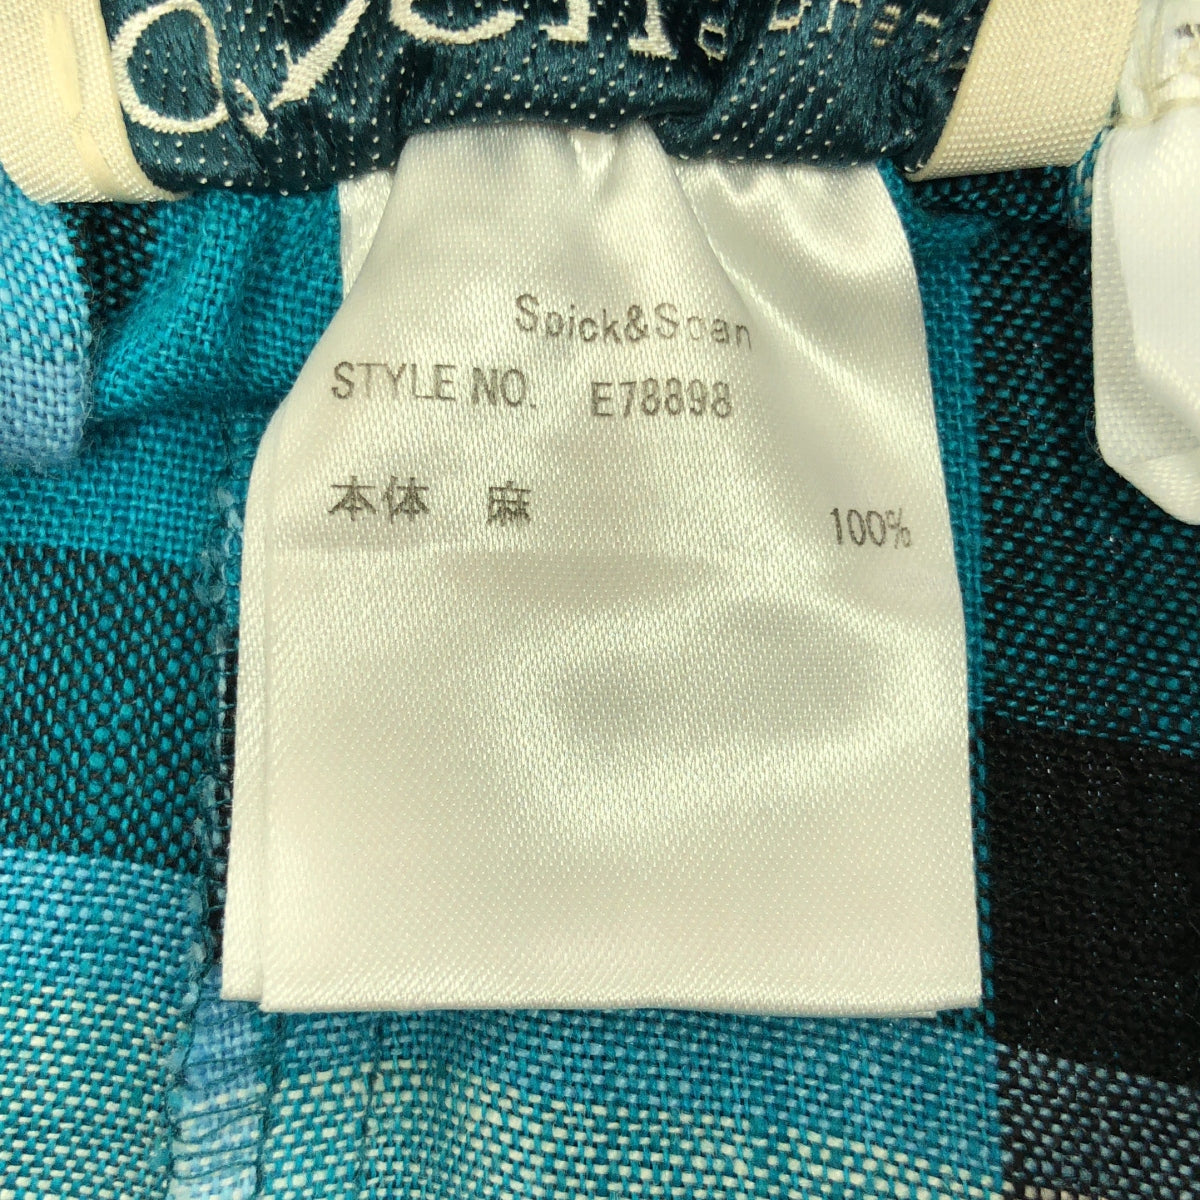 Spick&Span
STYLE NO. E78898
本体 麻 100%